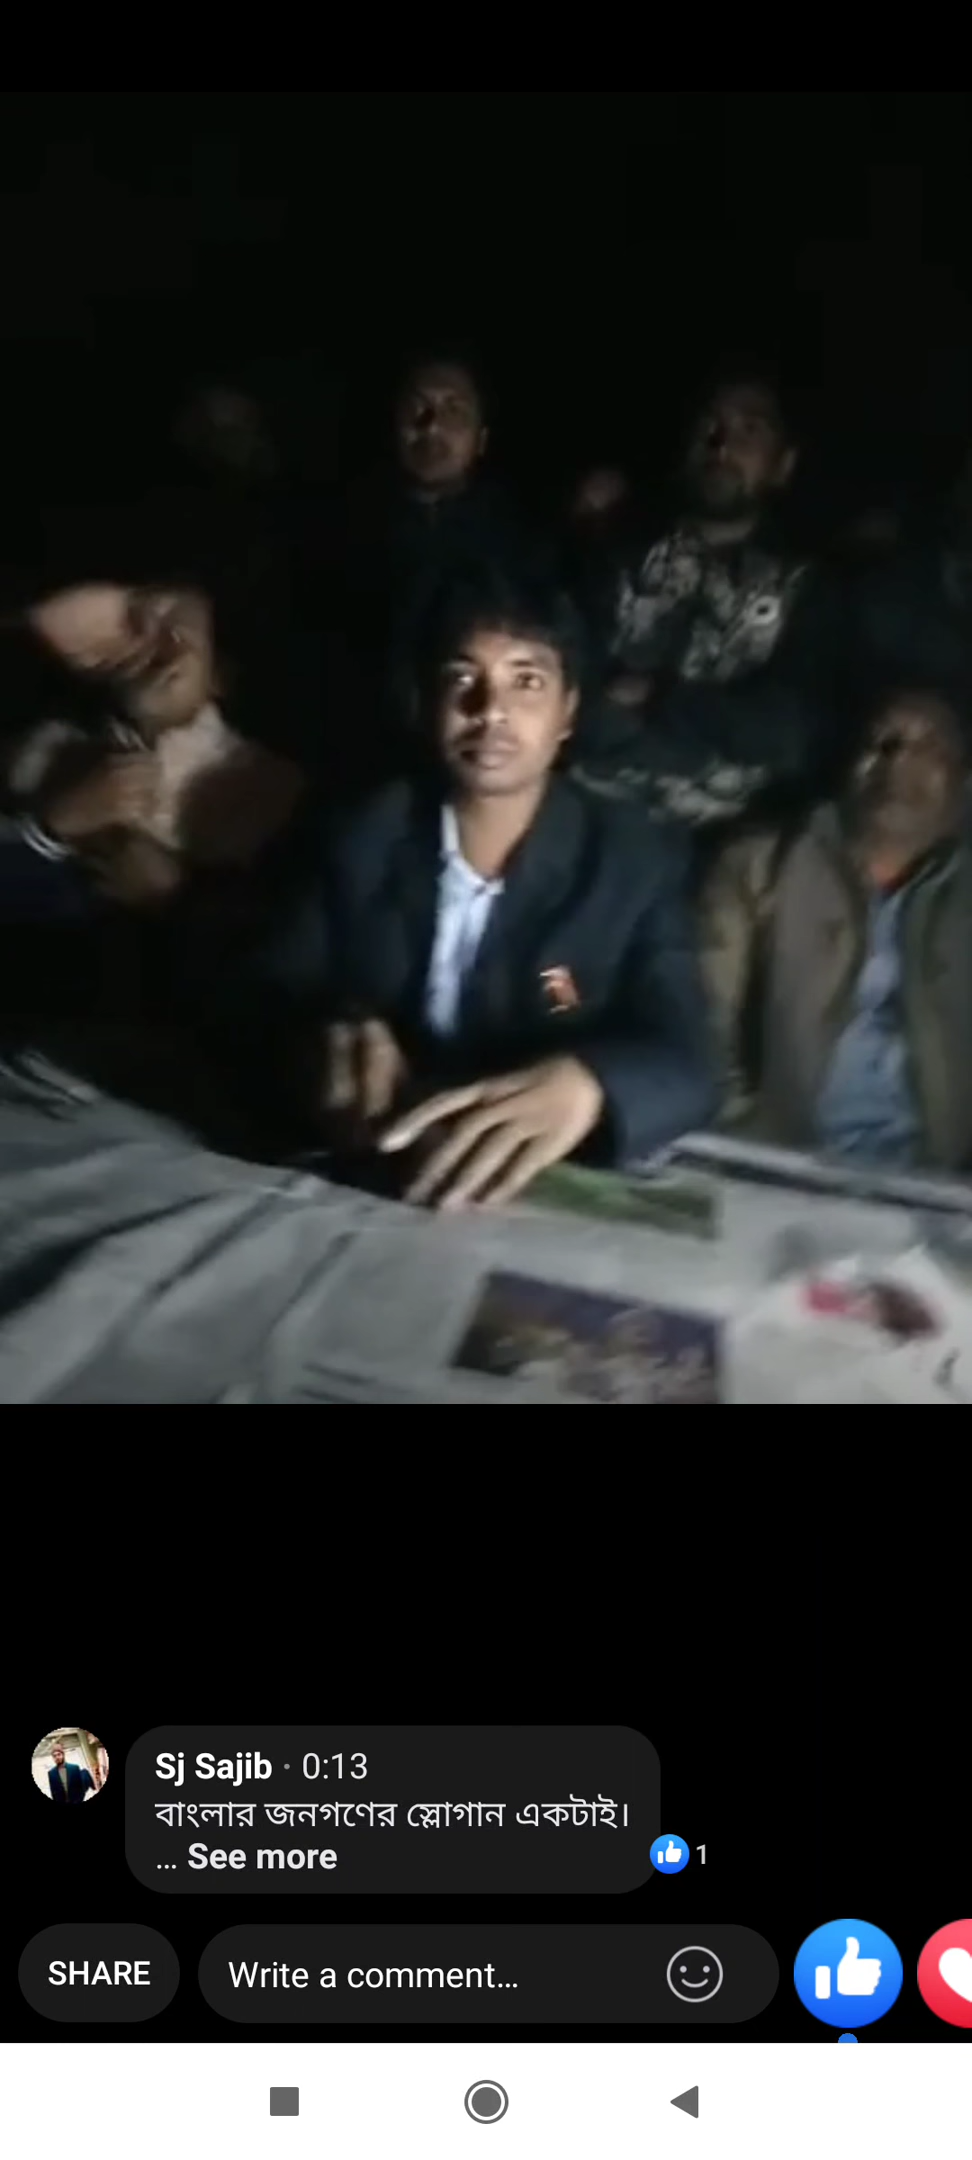 Sj Sajib · 0:13
বাংলার জনগণের স্লোগান একটাই।
... See more
1
SHARE
Write a comment...